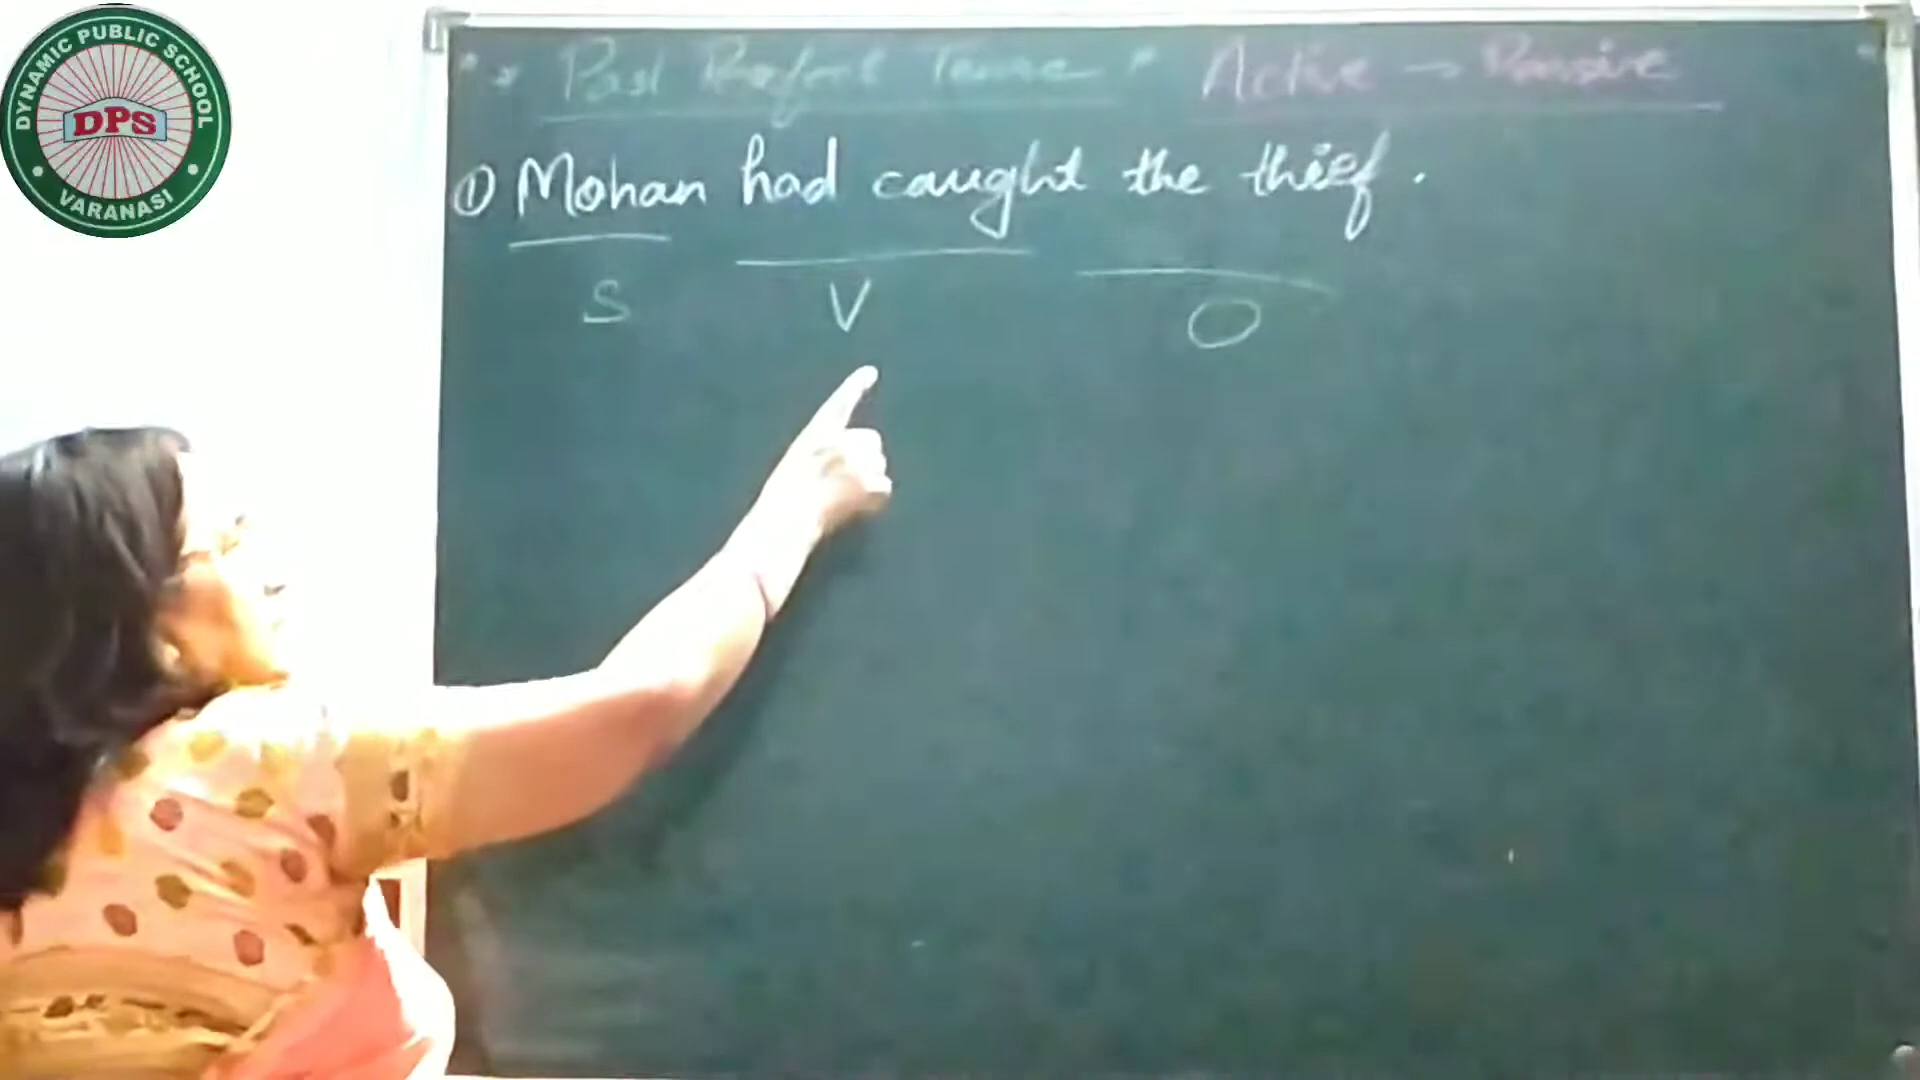 DYNAMIC PUBLIC SCHOOL
DPS
VARANASI
* * Past Perfect Tense * Active → Passive
① Mohan had caught the thief.
S V O